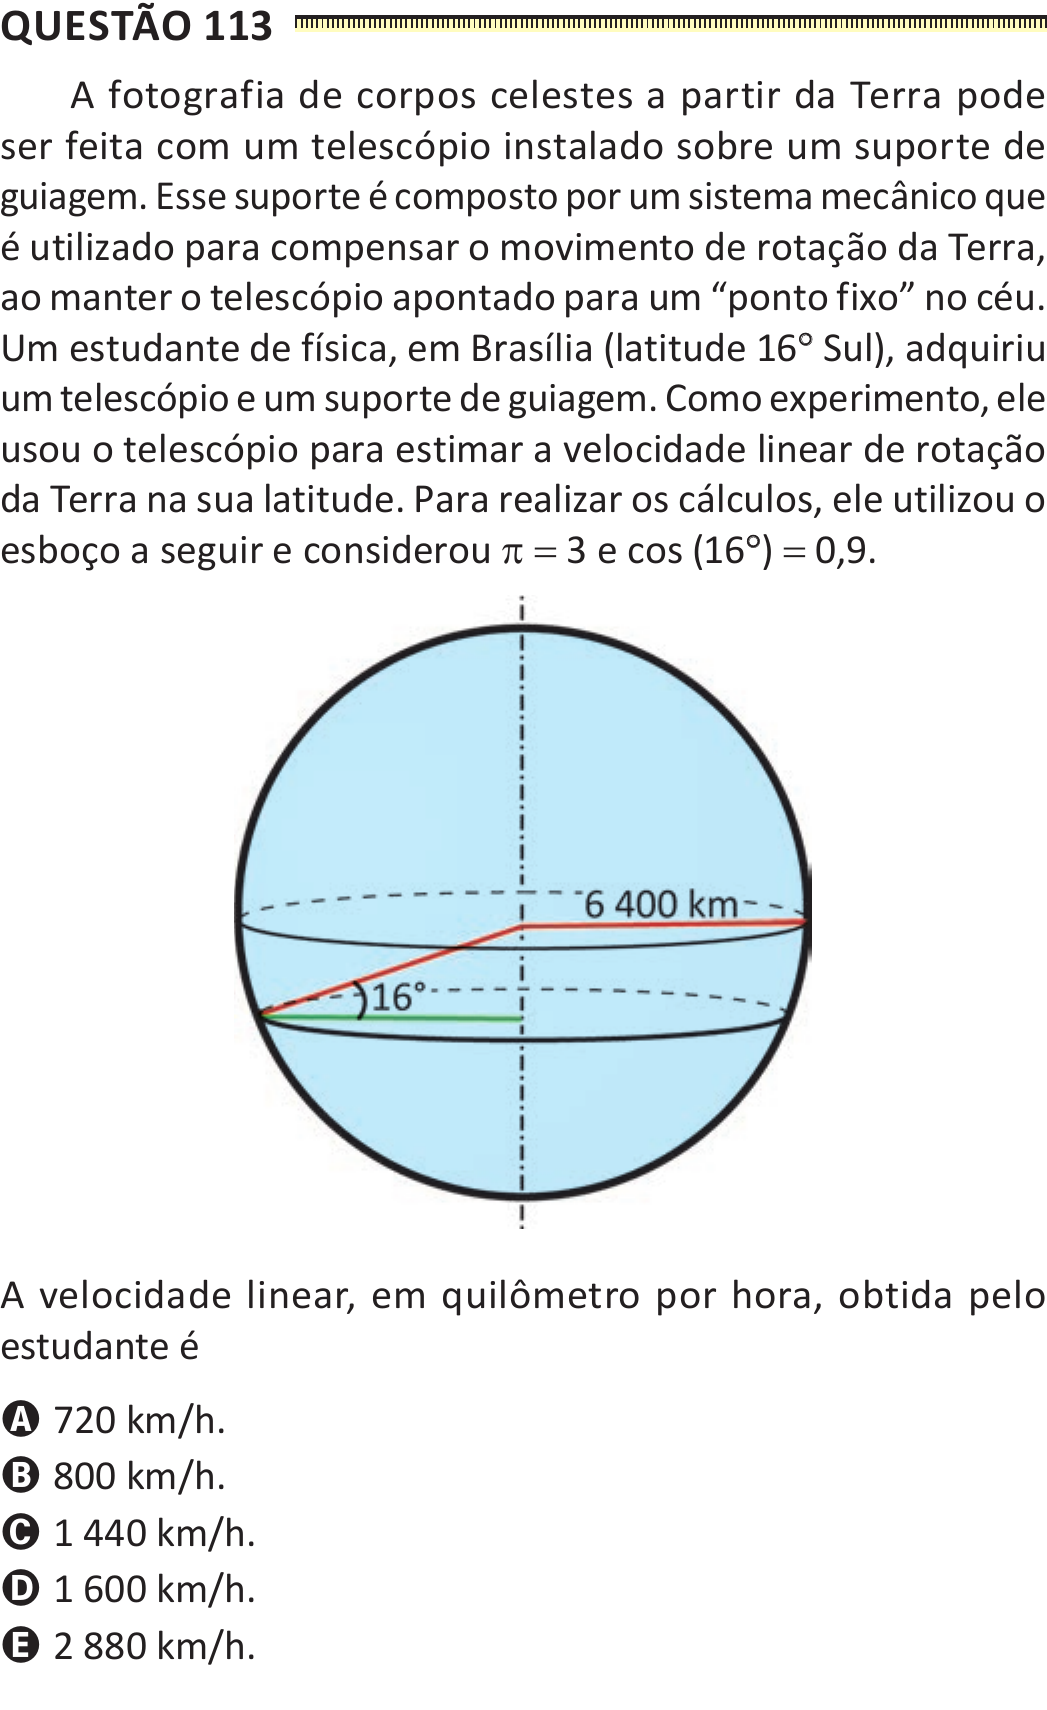 QUESTÃO 113
A fotografia de corpos celestes a partir da Terra pode
ser feita com um telescópio instalado sobre um suporte de
guiagem. Esse suporte é composto por um sistema mecânico que
é utilizado para compensar o movimento de rotação da Terra,
ao manter o telescópio apontado para um “ponto fixo” no céu.
Um estudante de física, em Brasília (latitude 16° Sul), adquiriu
um telescópio e um suporte de guiagem. Como experimento, ele
usou o telescópio para estimar a velocidade linear de rotação
da Terra na sua latitude. Para realizar os cálculos, ele utilizou o
esboço a seguir e considerou π = 3 e cos (16°) = 0,9.
6 400 km
16°
A velocidade linear, em quilômetro por hora, obtida pelo
estudante é
A 720 km/h.
B 800 km/h.
C 1 440 km/h.
D 1 600 km/h.
E 2 880 km/h.